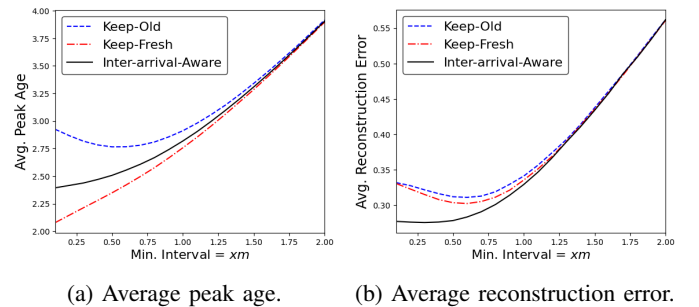 4.00
3.75
3.50
3.25
3.00
2.75
2.50
2.25
2.00
Avg. Peak Age
Keep-Old
Keep-Fresh
Inter-arrival-Aware
0.25 0.50 0.75 1.00 1.25 1.50 1.75 2.00
Min. Interval = xm
(a) Average peak age.
0.55
0.50
0.45
0.40
0.35
0.30
Avg. Reconstruction Error
Keep-Old
Keep-Fresh
Inter-arrival-Aware
0.25 0.50 0.75 1.00 1.25 1.50 1.75 2.00
Min. Interval = xm
(b) Average reconstruction error.